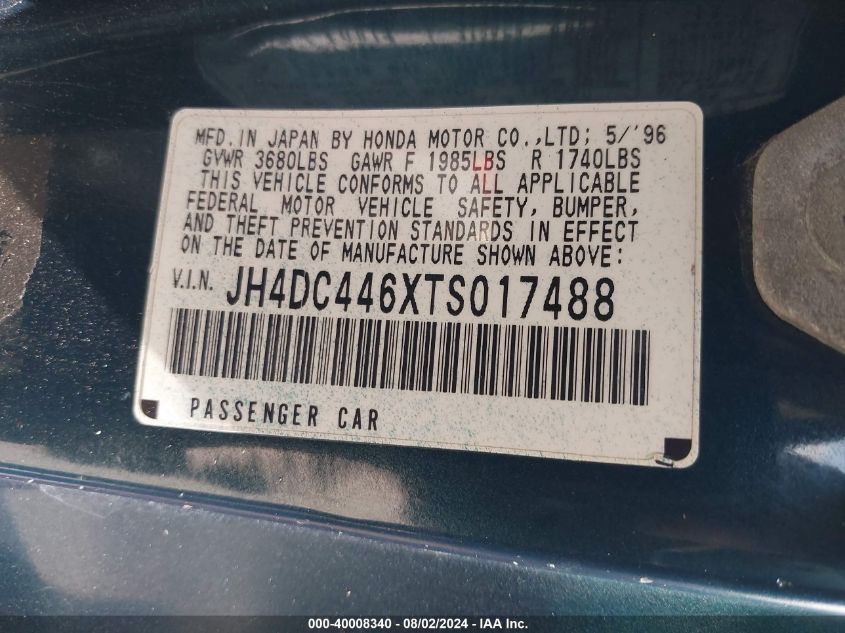 MFD.IN JAPAN BY HONDA MOTOR CO.,LTD; 5/'96
GVWR 3680LBS GAWR F 1985LBS R 1740LBS
THIS VEHICLE CONFORMS TO ALL APPLICABLE
FEDERAL MOTOR VEHICLE SAFETY, BUMPER,
AND THEFT PREVENTION STANDARDS IN EFFECT
ON THE DATE OF MANUFACTURE SHOWN ABOVE:
V.I.N. JH4DC446XTS017488
PASSENGER CAR
000-40008340 - 08/02/2024 - IAA Inc.